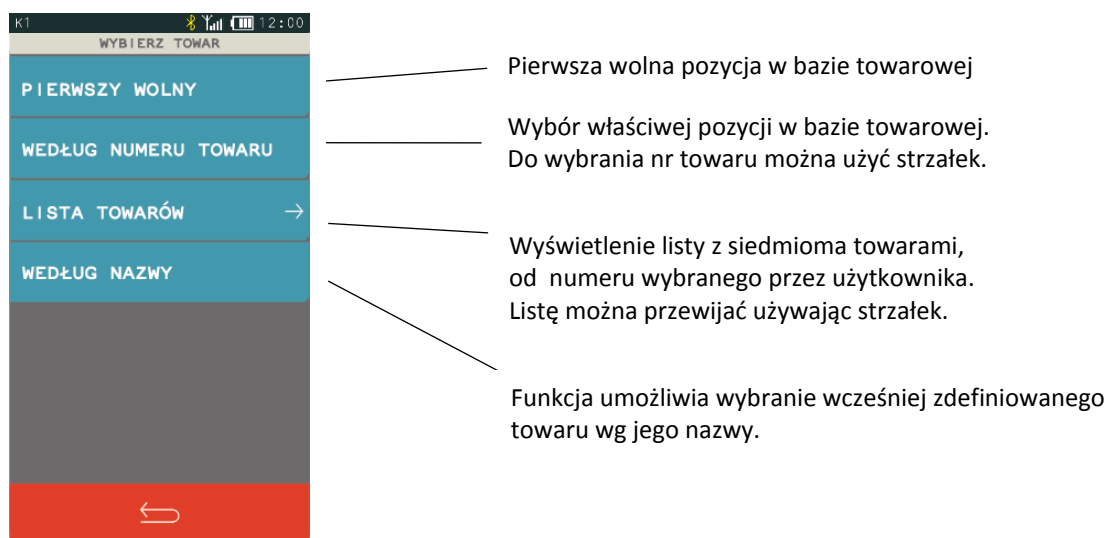 K1 12:00
WYBIERZ TOWAR
PIERWSZY WOLNY
WEDŁUG NUMERU TOWARU
LISTA TOWARÓW →
WEDŁUG NAZWY
Pierwsza wolna pozycja w bazie towarowej
Wybór właściwej pozycji w bazie towarowej.
Do wybrania nr towaru można użyć strzałek.
Wyświetlenie listy z siedmioma towarami,
od numeru wybranego przez użytkownika.
Listę można przewijać używając strzałek.
Funkcja umożliwia wybranie wcześniej zdefiniowanego
towaru wg jego nazwy.